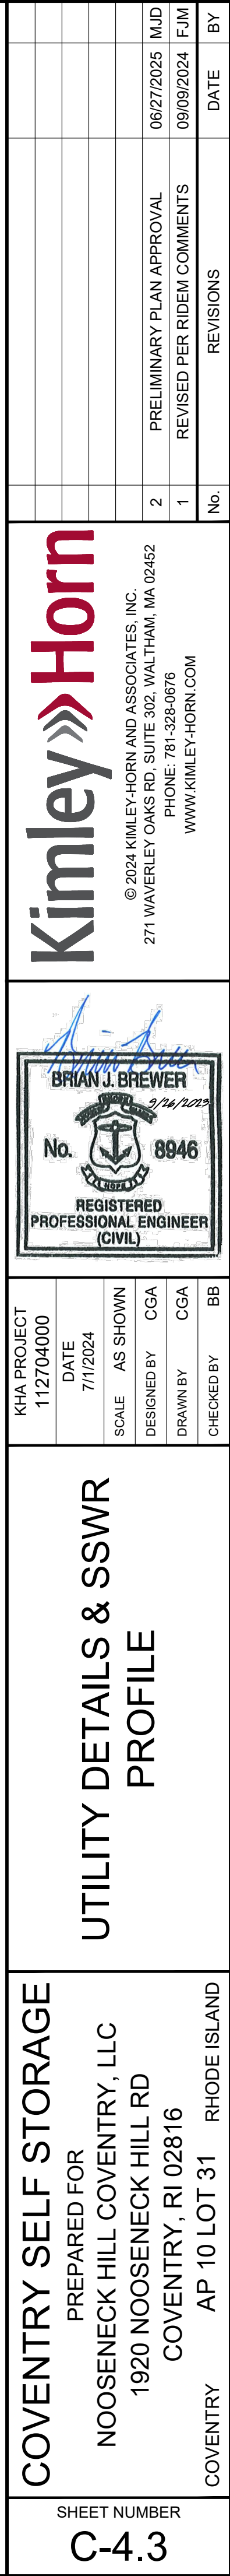 2 PRELIMINARY PLAN APPROVAL 06/27/2025 MJD
1 REVISED PER RIDEM COMMENTS 09/09/2024 FJM
No. REVISIONS DATE BY
Kimley»Horn
© 2024 KIMLEY-HORN AND ASSOCIATES, INC.
271 WAVERLEY OAKS RD, SUITE 302, WALTHAM, MA 02452
PHONE: 781-328-0676
WWW.KIMLEY-HORN.COM
BRIAN J. BREWER
HOPE
No. 8946
REGISTERED
PROFESSIONAL ENGINEER
(CIVIL)
KHA PROJECT
112704000
DATE
7/1/2024
SCALE AS SHOWN
DESIGNED BY CGA
DRAWN BY CGA
CHECKED BY BB
UTILITY DETAILS & SSWR
PROFILE
COVENTRY SELF STORAGE
PREPARED FOR
NOOSENECK HILL COVENTRY, LLC
1920 NOOSENECK HILL RD
COVENTRY, RI 02816
AP 10 LOT 31
COVENTRY RHODE ISLAND
SHEET NUMBER
C-4.3